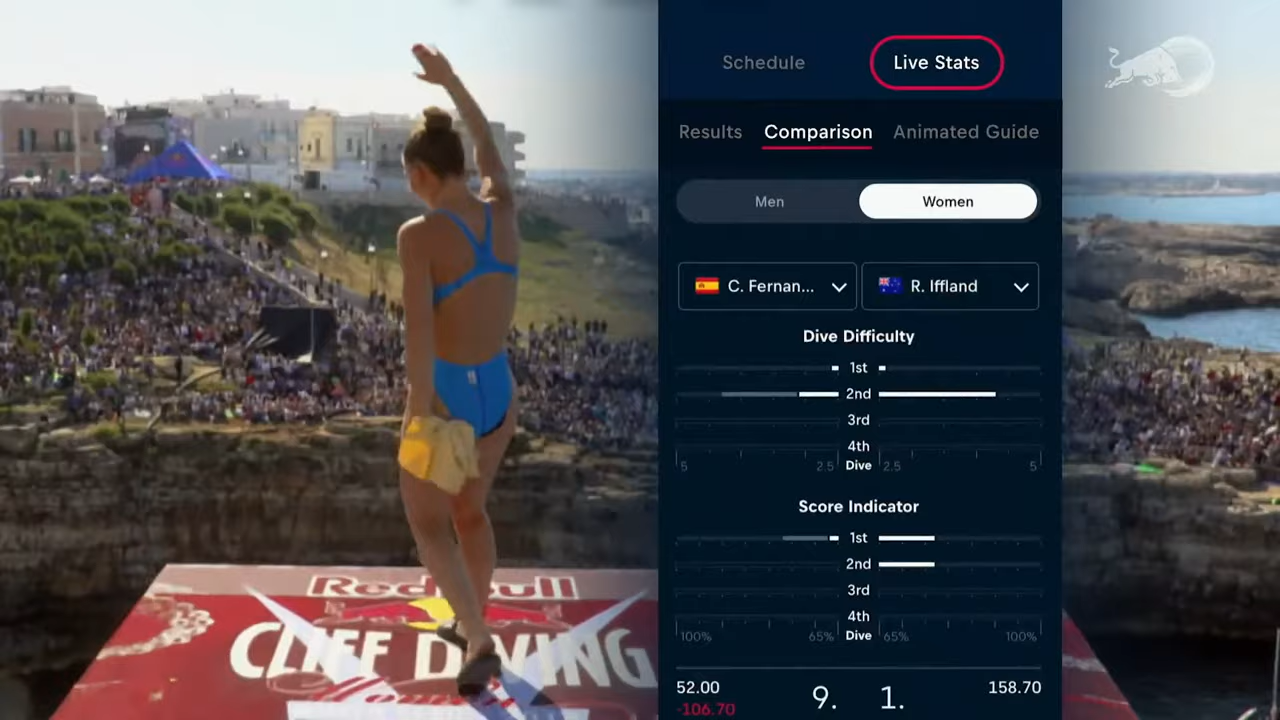 Schedule
Live Stats
Results
Comparison
Animated Guide
Men
Women
C. Fernan...
R. Iffland
Dive Difficulty
1st
2nd
3rd
4th
5
2.5
Dive
2.5
5
Score Indicator
1st
2nd
3rd
4th
100%
65%
Dive
65%
100%
52.00
9.
1.
158.70
-106.70
Red Bull
CLIFF DIVING